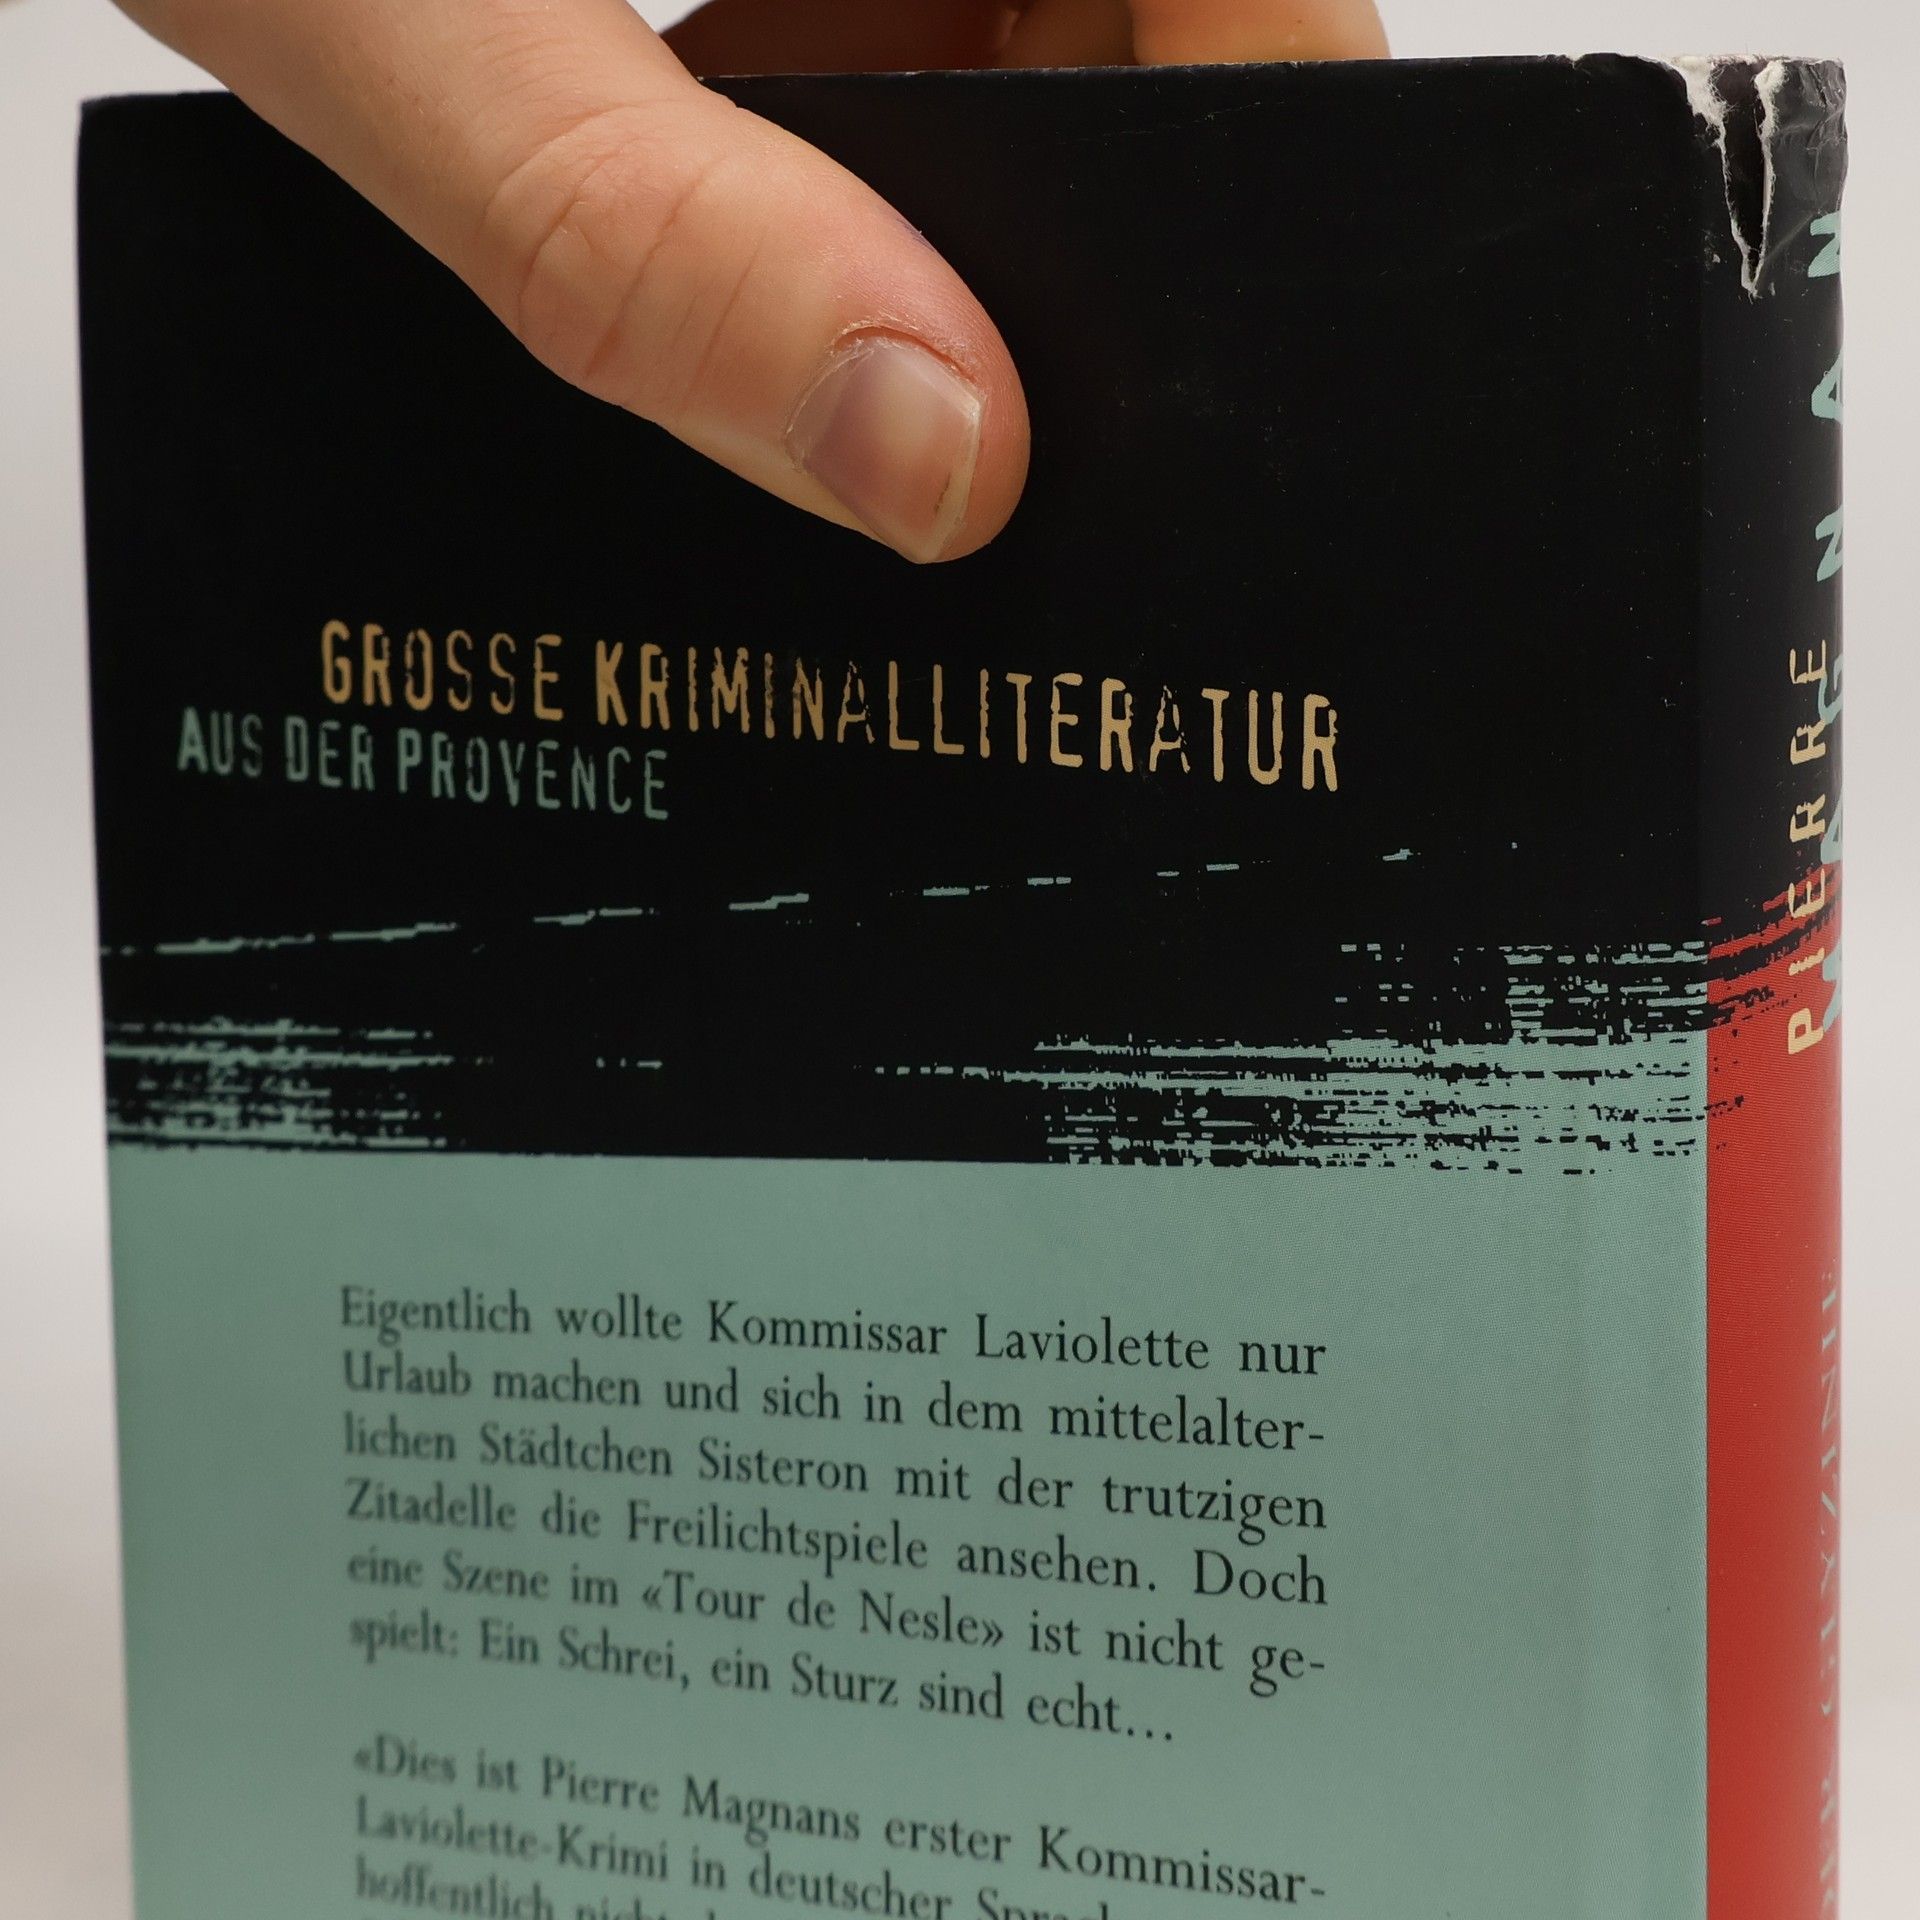 GROSSE KRIMINALLITERATUR
AUS DER PROVENCE
Eigentlich wollte Kommissar Laviolette nur
Urlaub machen und sich in dem mittelalter-
lichen Städtchen Sisteron mit der trutzigen
Zitadelle die Freilichtspiele ansehen. Doch
eine Szene im «Tour de Nesle» ist nicht ge-
spielt: Ein Schrei, ein Sturz sind echt...
«Dies ist Pierre Magnans erster Kommissar-
Laviolette-Krimi in deutscher
hoffentlich nicht
PIERRE
MAGNAN